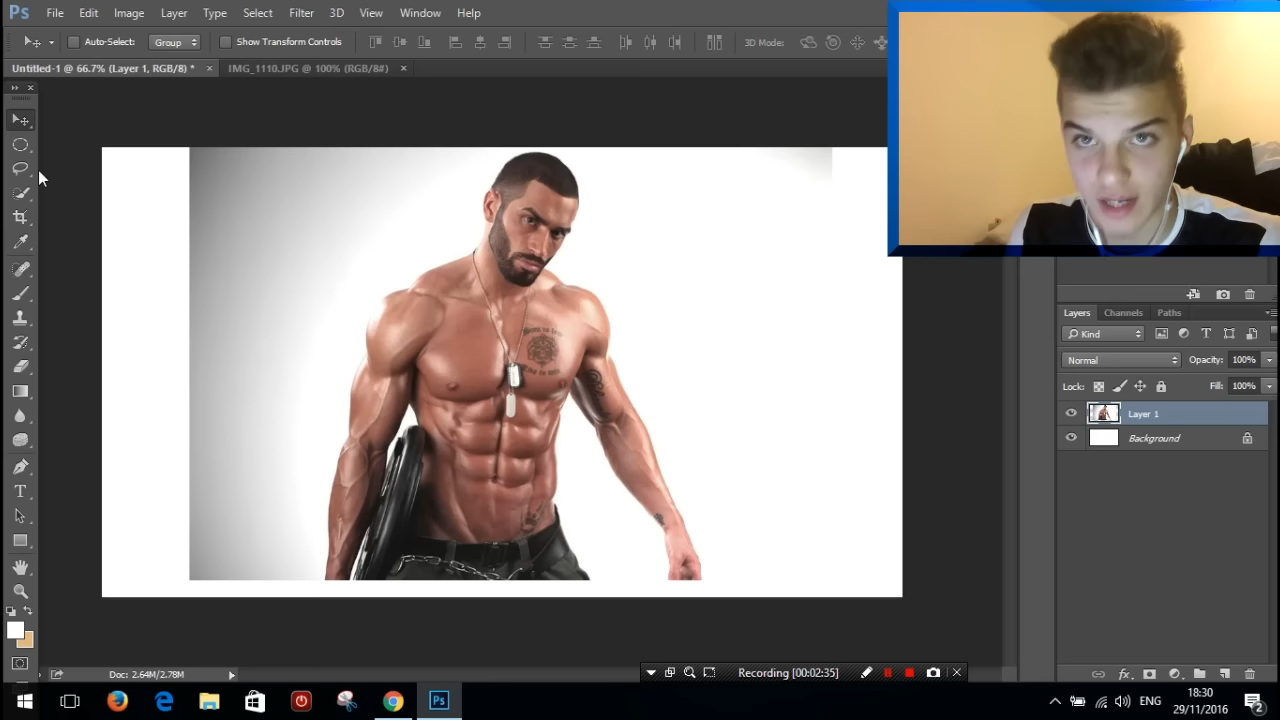 Ps File Edit Image Layer Type Select Filter 3D View Window Help
Auto-Select: Group Show Transform Controls 3D Mode:
Untitled-1 @ 66.7% (Layer 1, RGB/8) * × IMG_1110.JPG @ 100% (RGB/8#) ×
Layers Channels Paths
Kind
Normal Opacity: 100%
Lock: Fill: 100%
Layer 1
Background
Doc: 2.64M/2.78M
Recording [00:02:35]
Ps ENG 18:30
29/11/2016 2